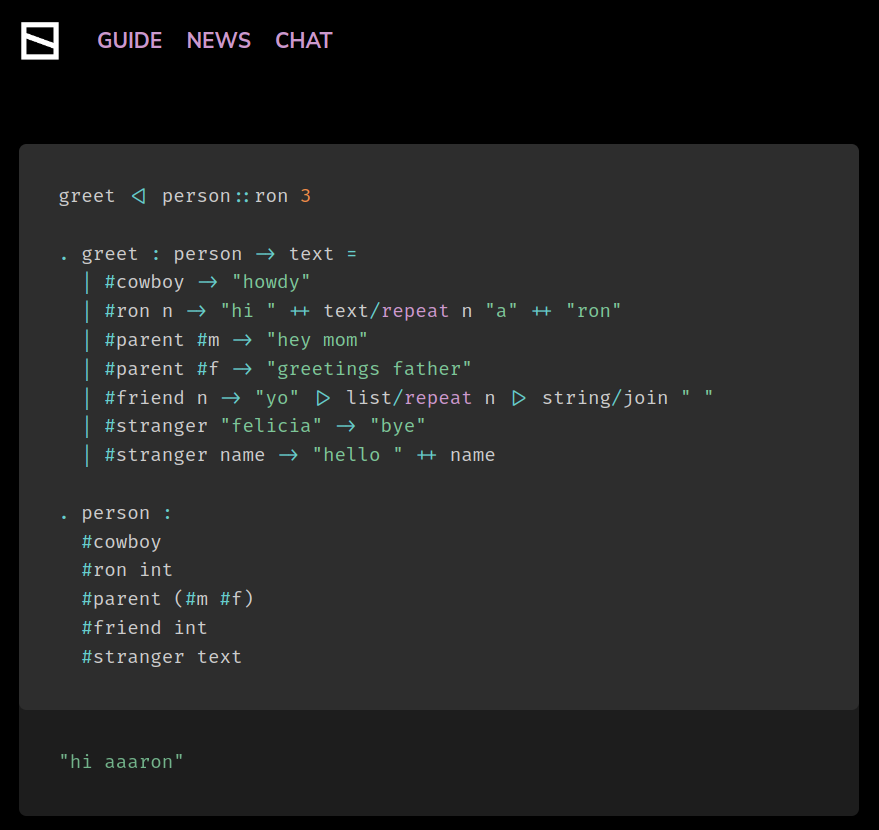 GUIDE NEWS CHAT
greet <| person::ron 3
. greet : person -> text =
| #cowboy -> "howdy"
| #ron n -> "hi " ++ text/repeat n "a" ++ "ron"
| #parent #m -> "hey mom"
| #parent #f -> "greetings father"
| #friend n -> "yo" |> list/repeat n |> string/join " "
| #stranger "felicia" -> "bye"
| #stranger name -> "hello " ++ name
. person :
#cowboy
#ron int
#parent (#m #f)
#friend int
#stranger text
"hi aaaron"